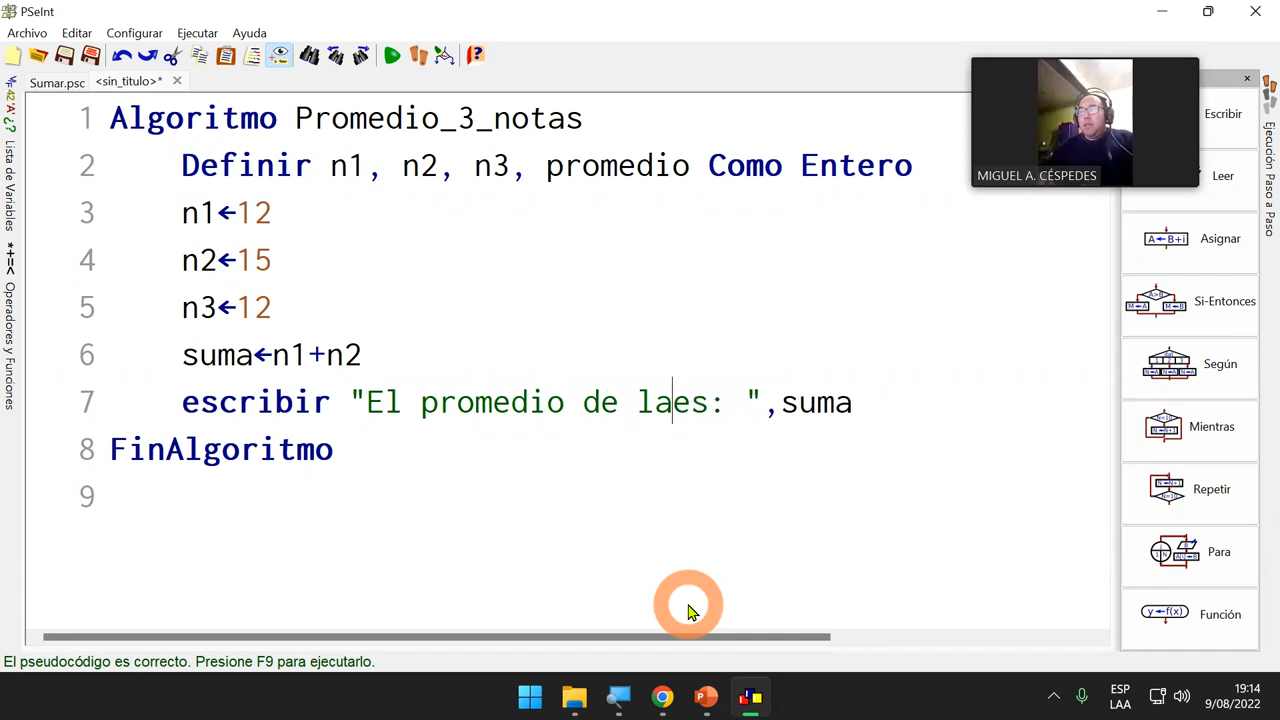 PSeInt
Archivo Editar Configurar Ejecutar Ayuda
Sumar.psc <sin_titulo>*
1 Algoritmo Promedio_3_notas
2 Definir n1, n2, n3, promedio Como Entero
3 n1←12
4 n2←15
5 n3←12
6 suma←n1+n2
7 escribir "El promedio de laes: ",suma
8 FinAlgoritmo
9
Lista de Variables
Operadores y Funciones
MIGUEL A. CÉSPEDES
Escribir
Leer
A←B+i Asignar
Si-Entonces
Según
Mientras
Repetir
Para
y←f(x) Función
Ejecución Paso a Paso
El pseudocódigo es correcto. Presione F9 para ejecutarlo.
ESP
LAA
19:14
9/08/2022